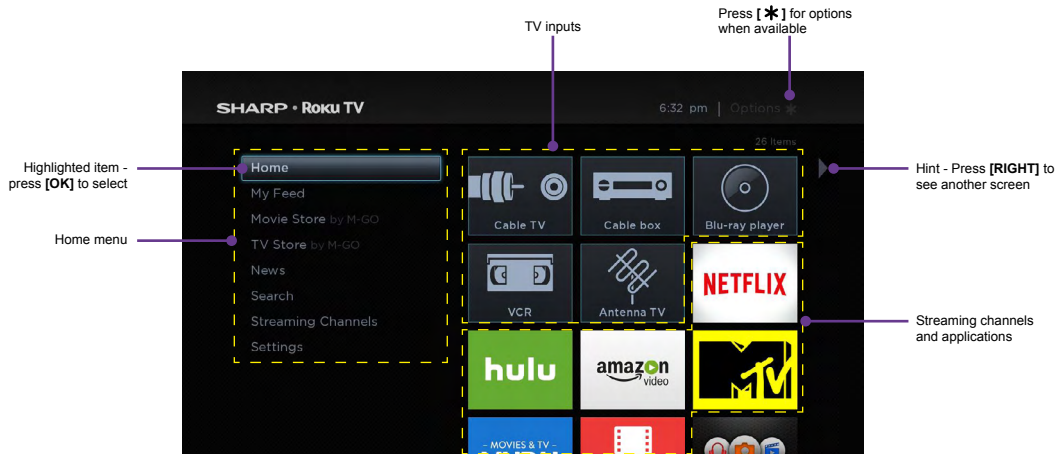 Press [✱] for options
when available
TV inputs
SHARP • ROKU TV
6:32 pm | Options ✱
26 Items
Highlighted item -
press [OK] to select
Home
My Feed
Movie Store by M-GO
TV Store by M-GO
News
Search
Streaming Channels
Settings
Home menu
Cable TV
Cable box
Blu-ray player
VCR
Antenna TV
NETFLIX
hulu
amazon
video
MTV
- MOVIES & TV -
Hint - Press [RIGHT] to
see another screen
Streaming channels
and applications